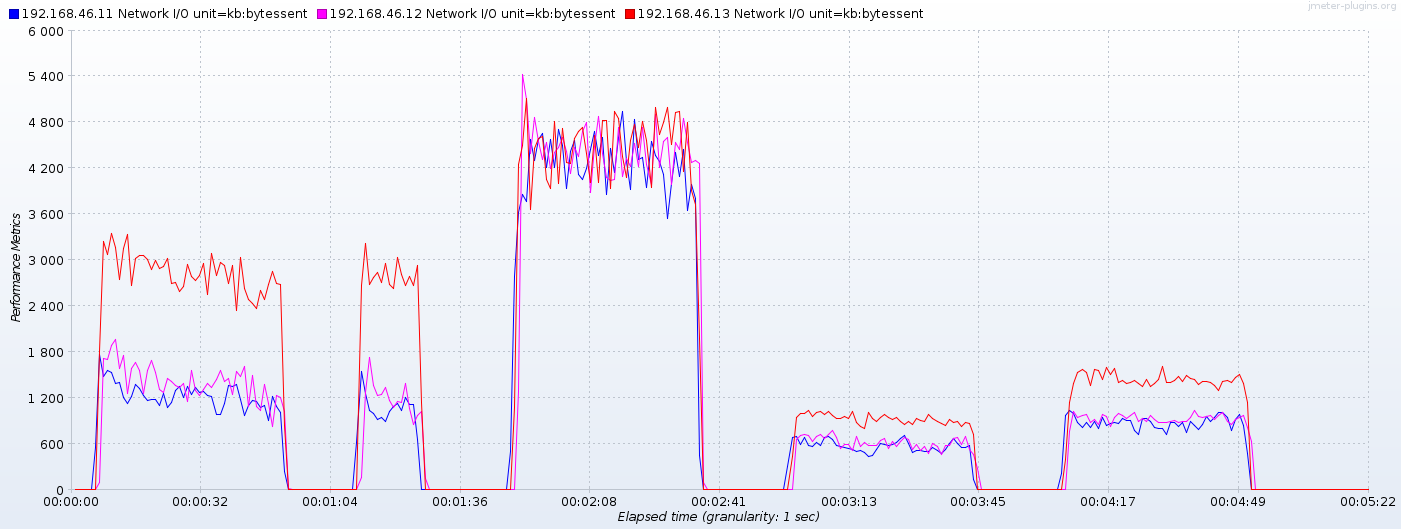 192.168.46.11 Network I/O unit=kb:bytessent 192.168.46.12 Network I/O unit=kb:bytessent 192.168.46.13 Network I/O unit=kb:bytessent
jmeter-plugins.org
6 000
5 400
4 800
4 200
3 600
3 000
2 400
1 800
1 200
600
0
Performance Metrics
00:00:00 00:00:32 00:01:04 00:01:36 00:02:08 00:02:41 00:03:13 00:03:45 00:04:17 00:04:49 00:05:22
Elapsed time (granularity: 1 sec)